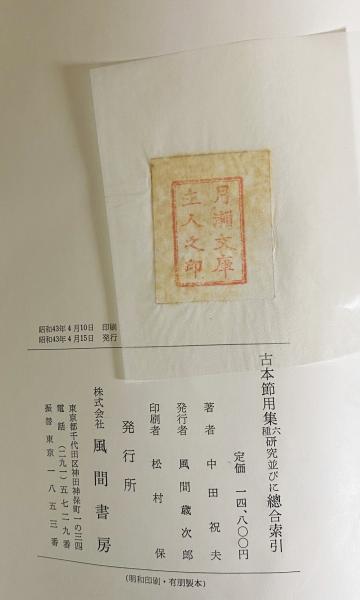 月瀬文庫
主人之印
昭和43年4月10日 印刷
昭和43年4月15日 発行
古本節用集六種研究並びに總合索引
定価 一四、八〇〇円
著者 中田祝夫
発行者 風間歳次郎
印刷者 松村保
発行所
株式会社 風間書房
東京都千代田区神田神保町一の三四
電話(二九一)五七二九番
振替東京一八五三番
(明和印刷・有朋製本)